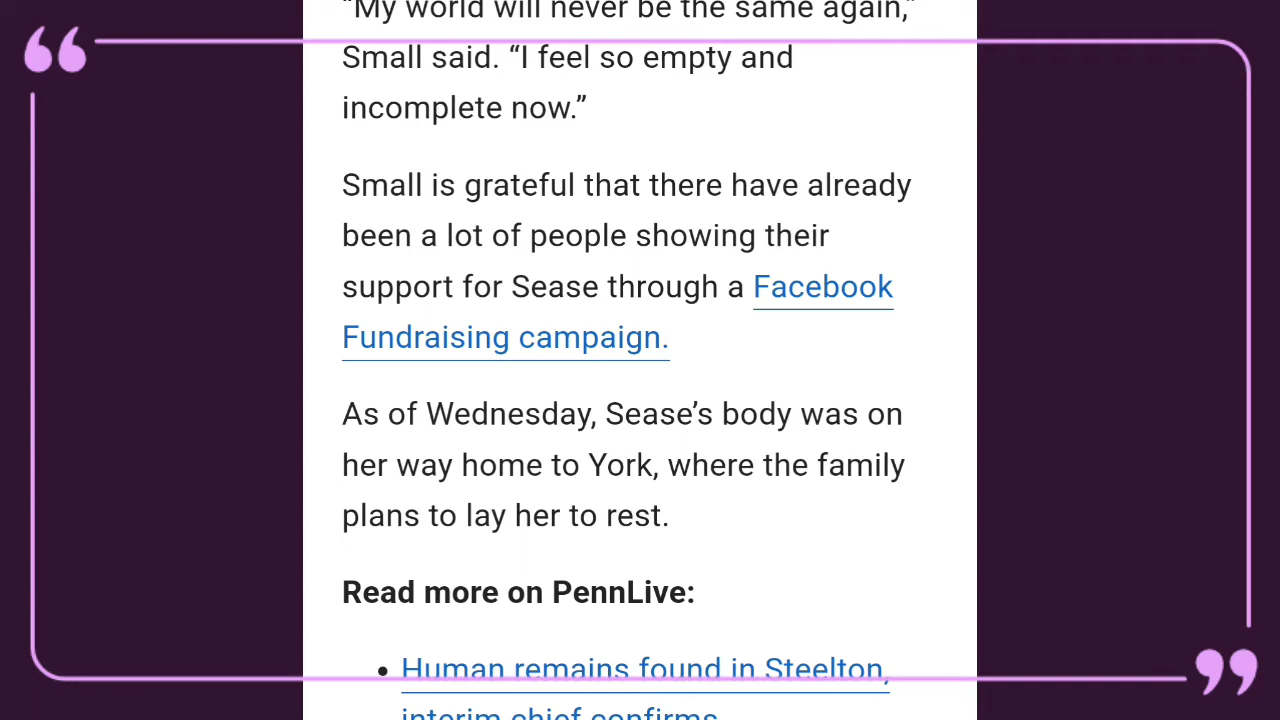 “My world will never be the same again,”
Small said. “I feel so empty and
incomplete now.”
Small is grateful that there have already
been a lot of people showing their
support for Sease through a Facebook
Fundraising campaign.
As of Wednesday, Sease’s body was on
her way home to York, where the family
plans to lay her to rest.
Read more on PennLive:
• Human remains found in Steelton,
interim chief confirms